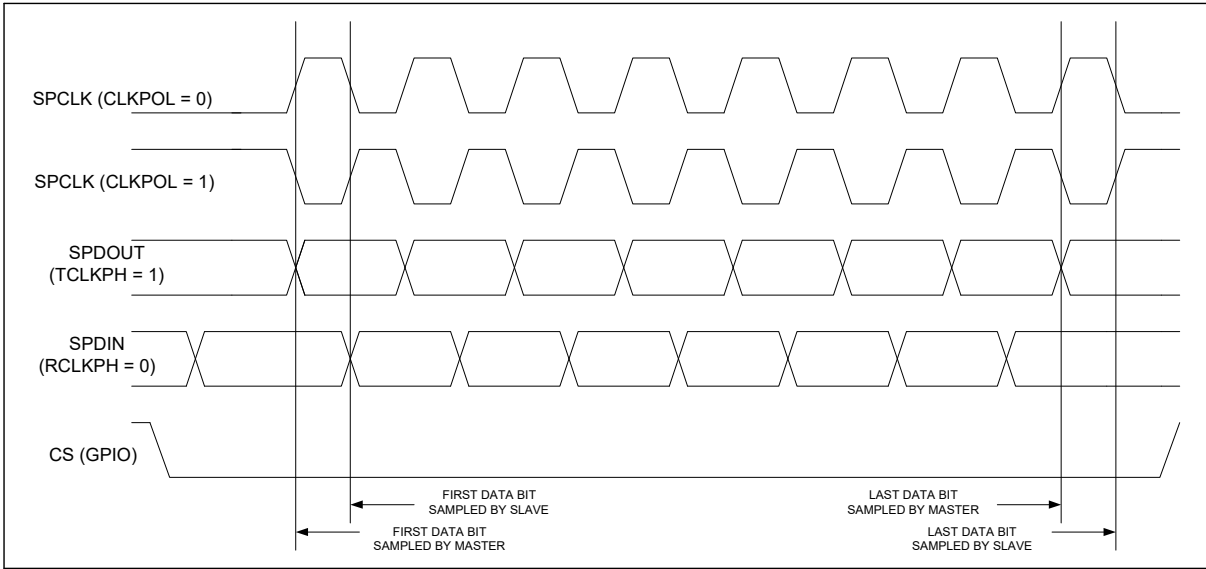 SPCLK (CLKPOL = 0)
SPCLK (CLKPOL = 1)
SPDOUT
(TCLKPH = 1)
SPDIN
(RCLKPH = 0)
CS (GPIO)
FIRST DATA BIT
SAMPLED BY SLAVE
LAST DATA BIT
SAMPLED BY MASTER
FIRST DATA BIT
SAMPLED BY MASTER
LAST DATA BIT
SAMPLED BY SLAVE